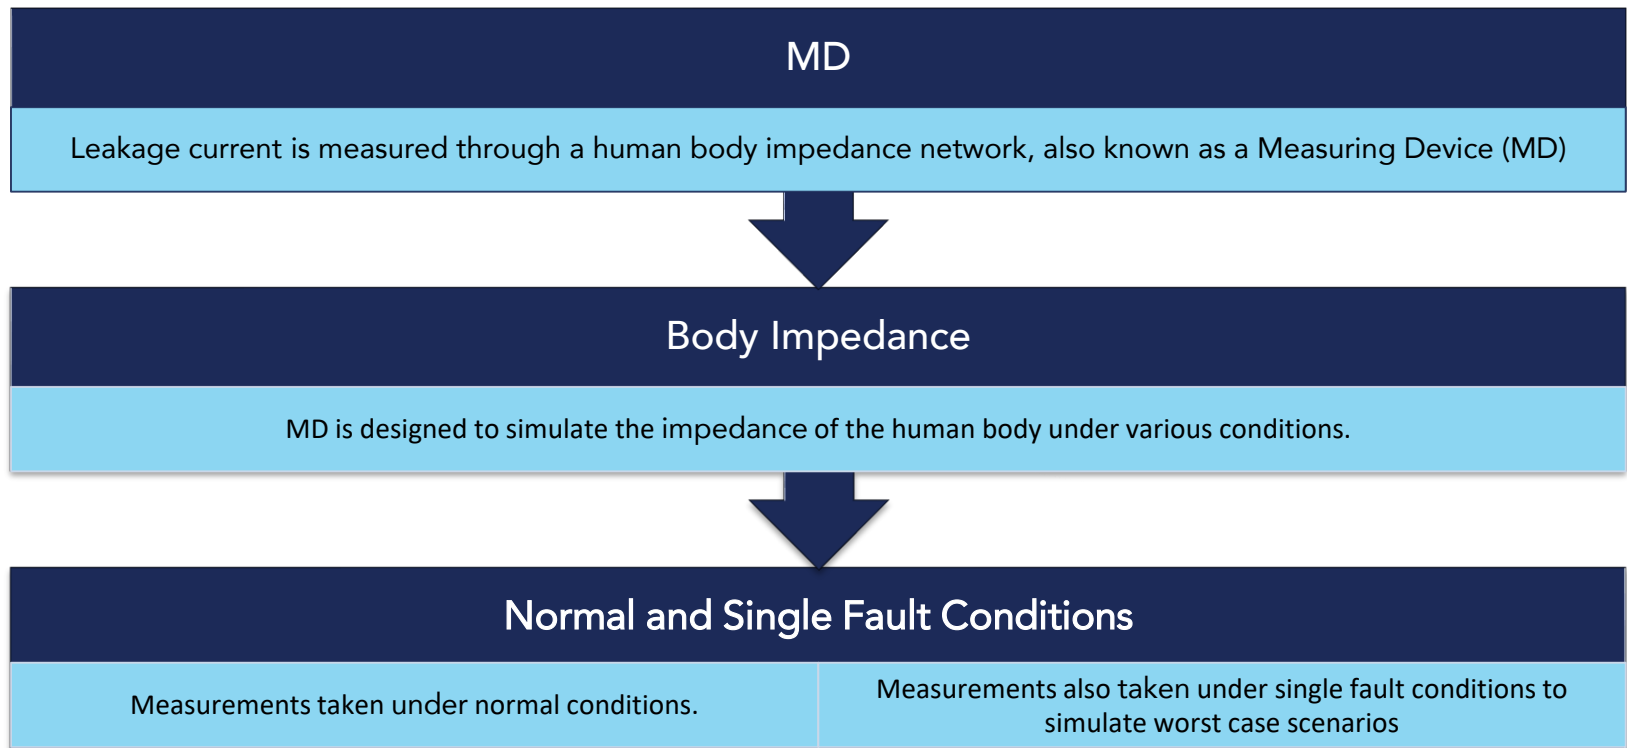 MD
Leakage current is measured through a human body impedance network, also known as a Measuring Device (MD)
Body Impedance
MD is designed to simulate the impedance of the human body under various conditions.
Normal and Single Fault Conditions
Measurements taken under normal conditions.
Measurements also taken under single fault conditions to
simulate worst case scenarios